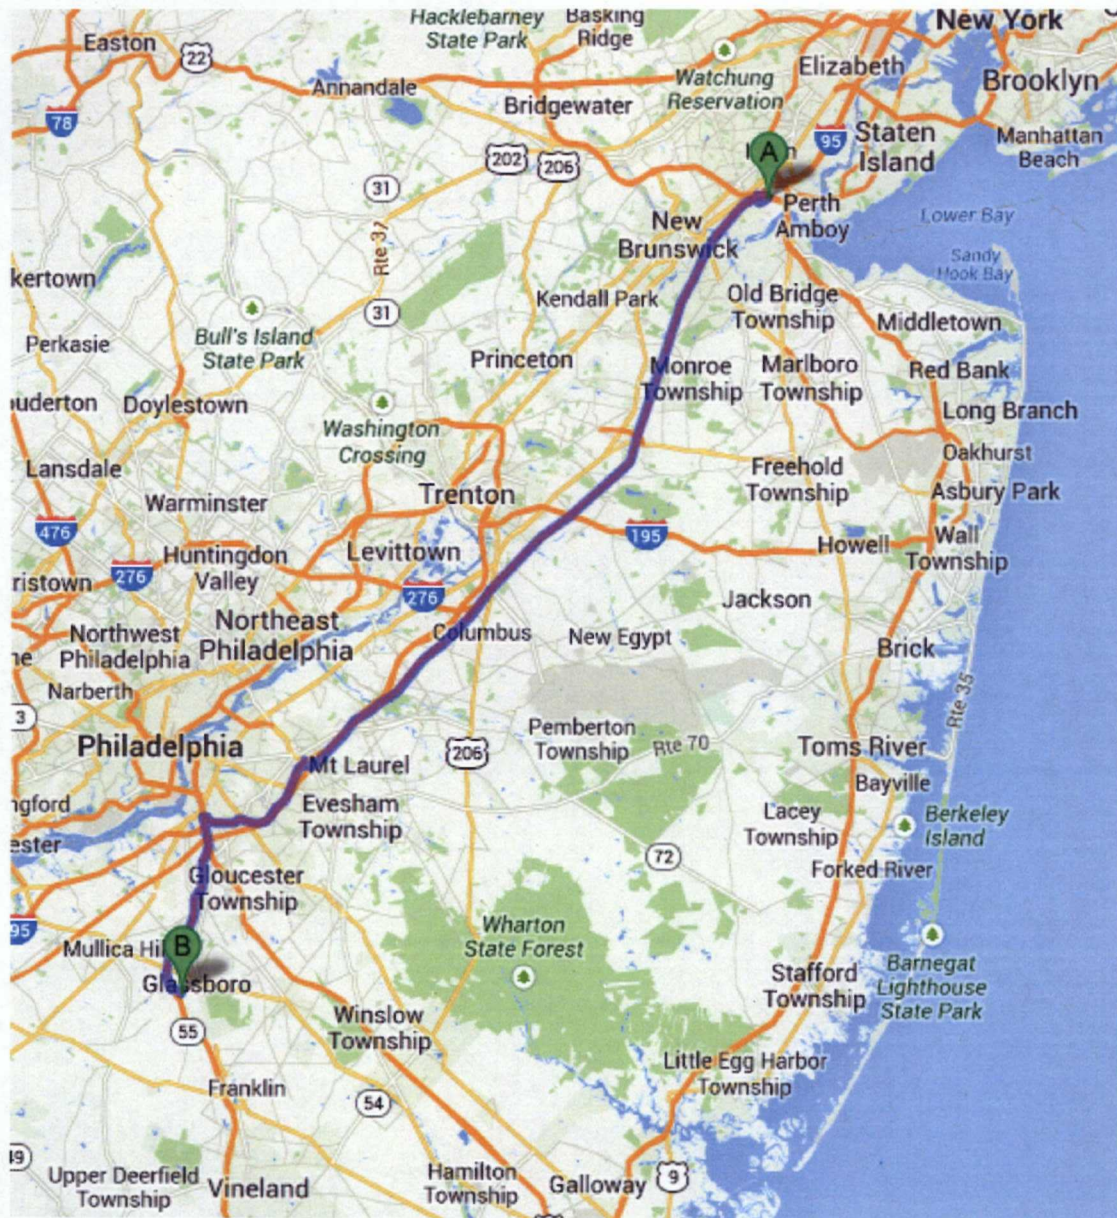 Hacklebarney
State Park
Basking
Ridge
New York
Easton
22
Annandale
Watchung
Reservation
Elizabeth
Brooklyn
Bridgewater
78
95
Staten
Island
Manhattan
Beach
202
206
A
31
Perth
Amboy
Lower Bay
New
Brunswick
Rte 31
Sandy
Hook Bay
kertown
Kendall Park
Old Bridge
Township
31
Middletown
Bull's Island
State Park
Perkasie
Princeton
Monroe
Township
Marlboro
Township
Red Bank
uderton
Doylestown
Long Branch
Washington
Crossing
Oakhurst
Lansdale
Freehold
Township
Warminster
Trenton
Asbury Park
476
195
Howell
Wall
Township
Huntingdon
Valley
Levittown
ristown
276
276
Jackson
Northeast
Philadelphia
Columbus
New Egypt
Northwest
Philadelphia
ne
Brick
Narberth
Rte 35
3
Pemberton
Township
Rte 70
Philadelphia
206
Toms River
Mt Laurel
Bayville
ngford
Evesham
Township
Lacey
Township
Berkeley
Island
ester
72
Forked River
Gloucester
Township
95
Wharton
State Forest
B
Mullica Hil
Barnegat
Lighthouse
State Park
Glassboro
Stafford
Township
55
Winslow
Township
Little Egg Harbor
Township
Franklin
54
49
Upper Deerfield
Township
Vineland
Hamilton
Township
Galloway
9